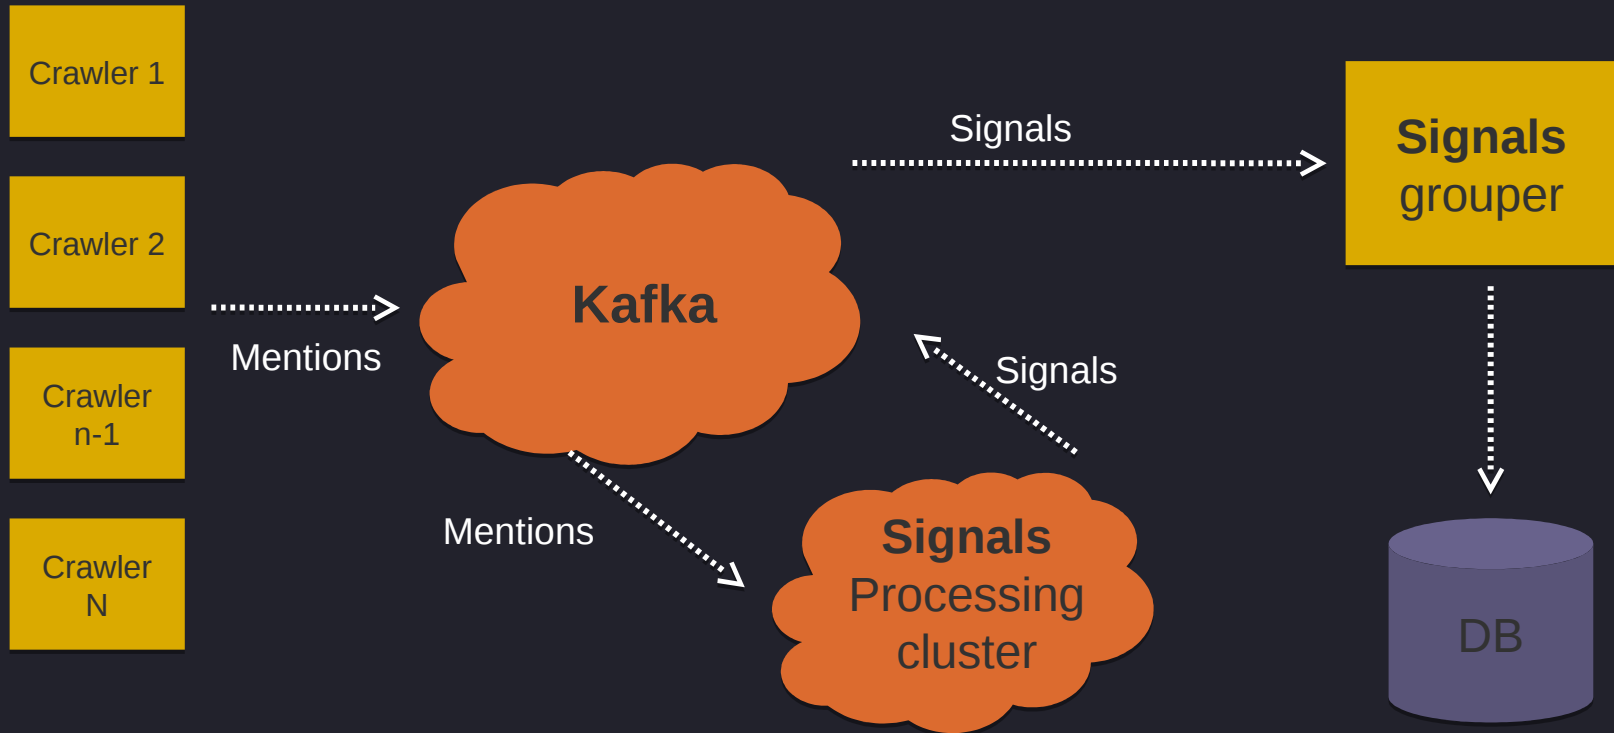 Crawler 1
Crawler 2
Crawler
n-1
Crawler
N
Mentions
Kafka
Mentions
Signals
Signals
Signals
Processing
cluster
Signals
grouper
DB